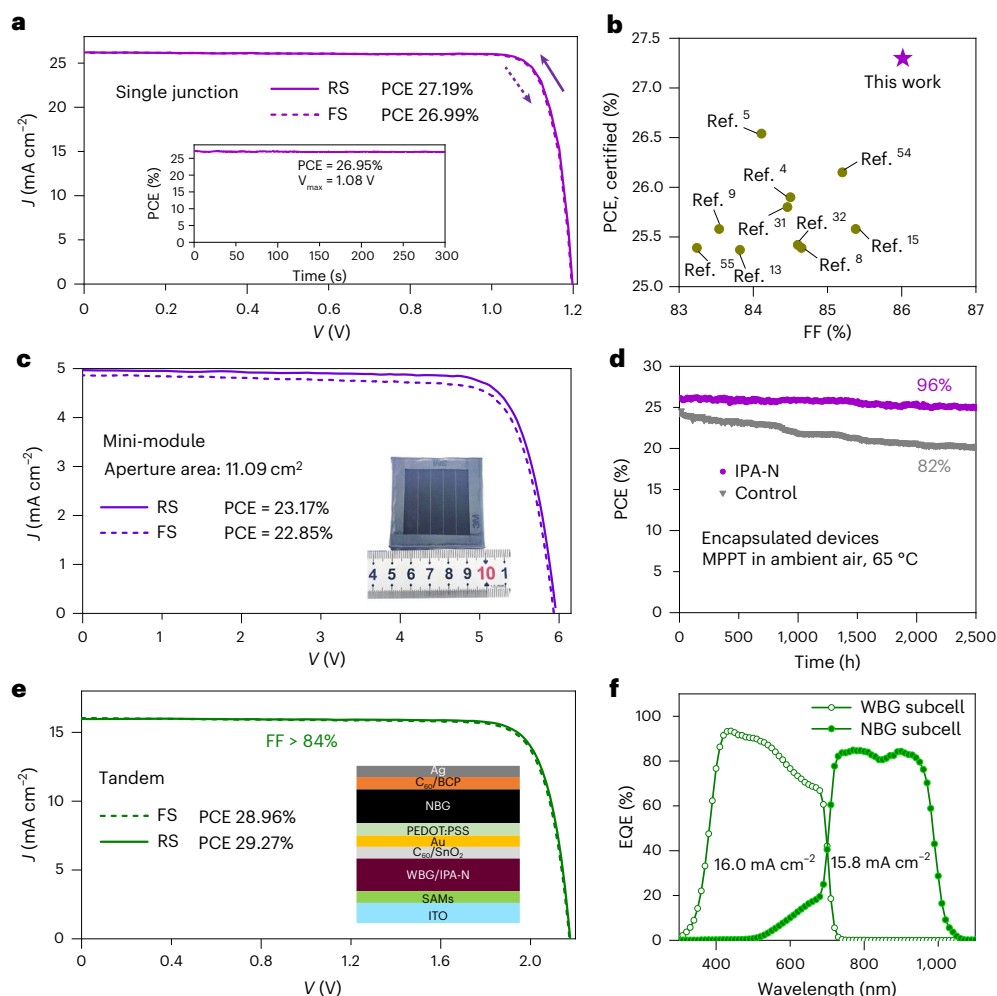 a
J (mA cm⁻²)
25
20
15
10
5
0
Single junction
RS PCE 27.19%
FS PCE 26.99%
PCE (%)
25
20
15
10
5
0
PCE = 26.95%
Vmax = 1.08 V
0 50 100 150 200 250 300
Time (s)
0 0.2 0.4 0.6 0.8 1.0 1.2
V (V)
b
PCE, certified (%)
27.5
27.0
26.5
26.0
25.5
25.0
This work
Ref. 5
Ref. 54
Ref. 4
Ref. 9
Ref. 31
Ref. 32
Ref. 15
Ref. 55
Ref. 13
Ref. 8
83 84 85 86 87
FF (%)
c
J (mA cm⁻²)
5
4
3
2
1
0
Mini-module
Aperture area: 11.09 cm²
RS PCE = 23.17%
FS PCE = 22.85%
3M
4 5 6 7 8 9 10 1
0 1 2 3 4 5 6
V (V)
d
PCE (%)
30
25
20
15
10
5
0
96%
82%
IPA-N
Control
Encapsulated devices
MPPT in ambient air, 65 °C
0 500 1,000 1,500 2,000 2,500
Time (h)
e
J (mA cm⁻²)
15
10
5
0
FF > 84%
Tandem
FS PCE 28.96%
RS PCE 29.27%
Ag
C₆₀/BCP
NBG
PEDOT:PSS
Au
C₆₀/SnO₂
WBG/IPA-N
SAMs
ITO
0 0.4 0.8 1.2 1.6 2.0
V (V)
f
EQE (%)
100
80
60
40
20
0
WBG subcell
NBG subcell
16.0 mA cm⁻²
15.8 mA cm⁻²
400 600 800 1,000
Wavelength (nm)